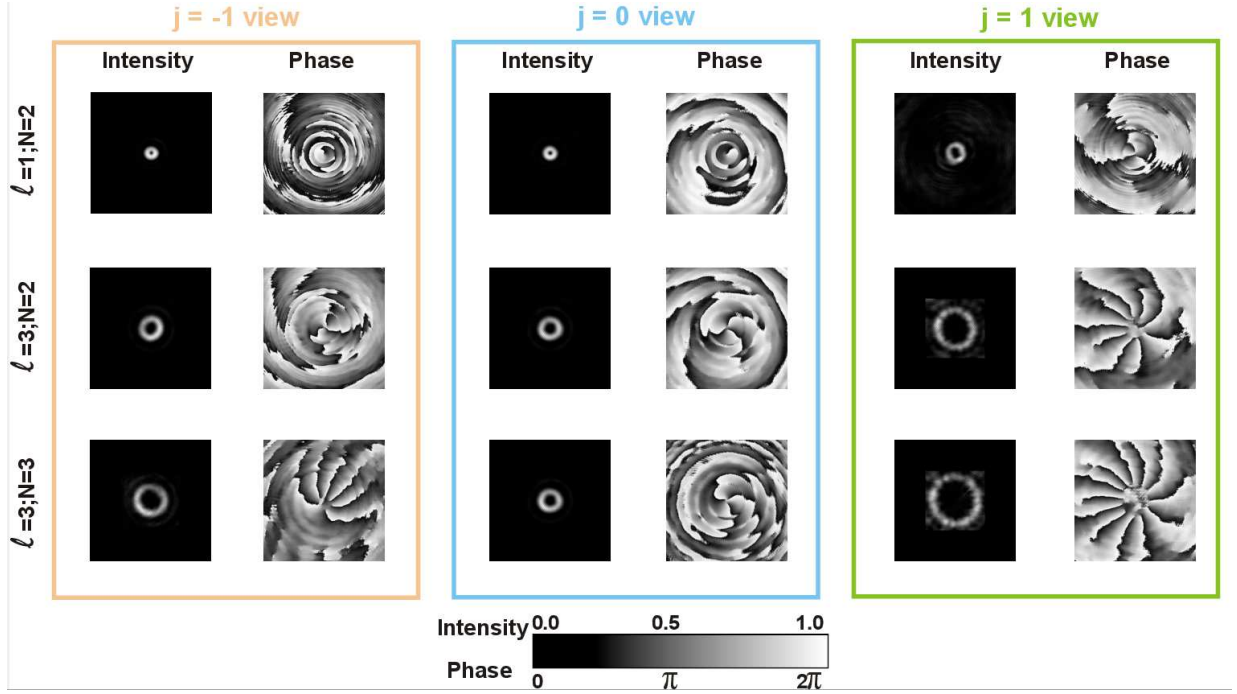 j = -1 view
j = 0 view
j = 1 view
Intensity Phase
Intensity Phase
Intensity Phase
ℓ=1;N=2
ℓ=3;N=2
ℓ=3;N=3
Intensity 0.0 0.5 1.0
Phase 0 π 2π